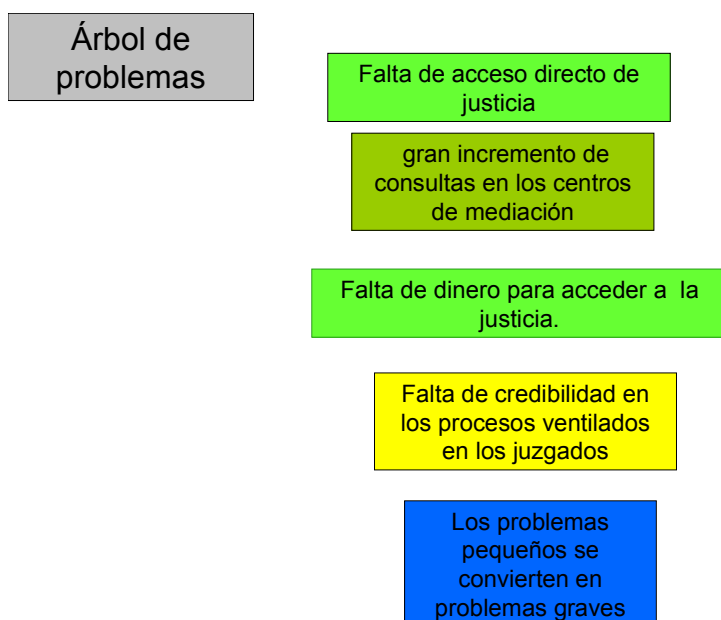 Árbol de
problemas
Falta de acceso directo de
justicia
gran incremento de
consultas en los centros
de mediación
Falta de dinero para acceder a la
justicia.
Falta de credibilidad en
los procesos ventilados
en los juzgados
Los problemas
pequeños se
convierten en
problemas graves